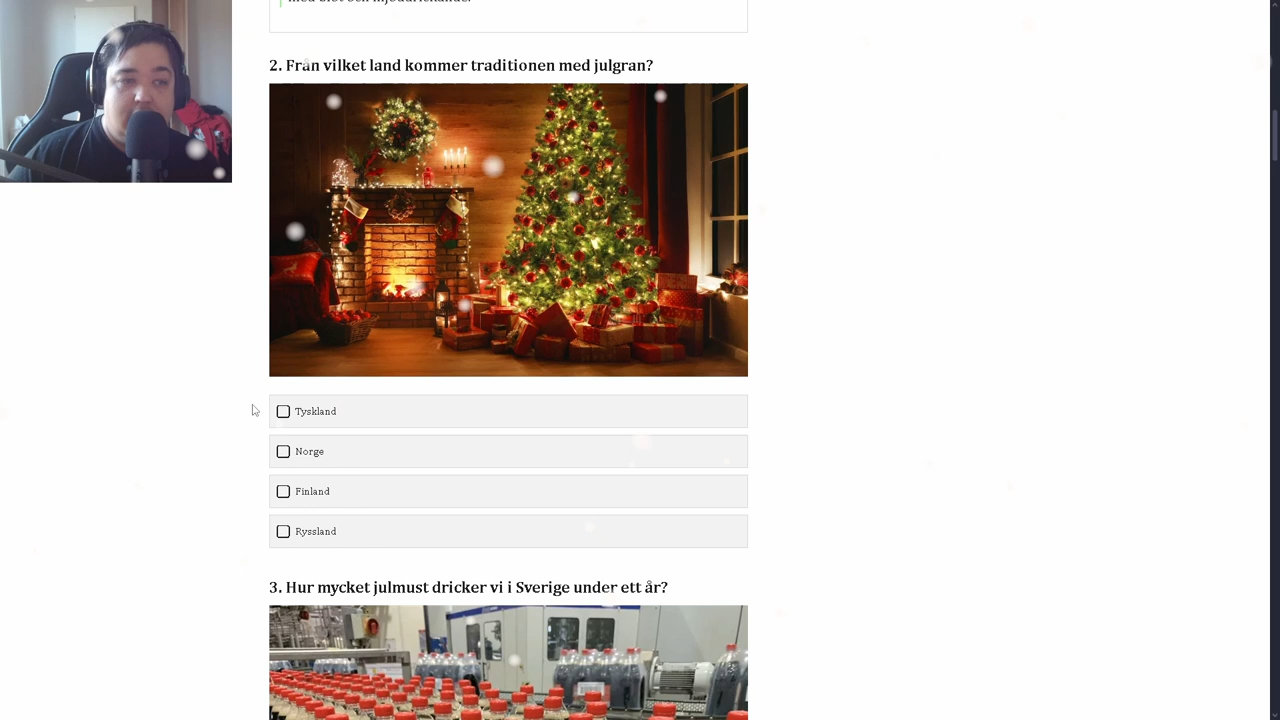 2. Från vilket land kommer traditionen med julgran?
Tyskland
Norge
Finland
Ryssland
3. Hur mycket julmust dricker vi i Sverige under ett år?